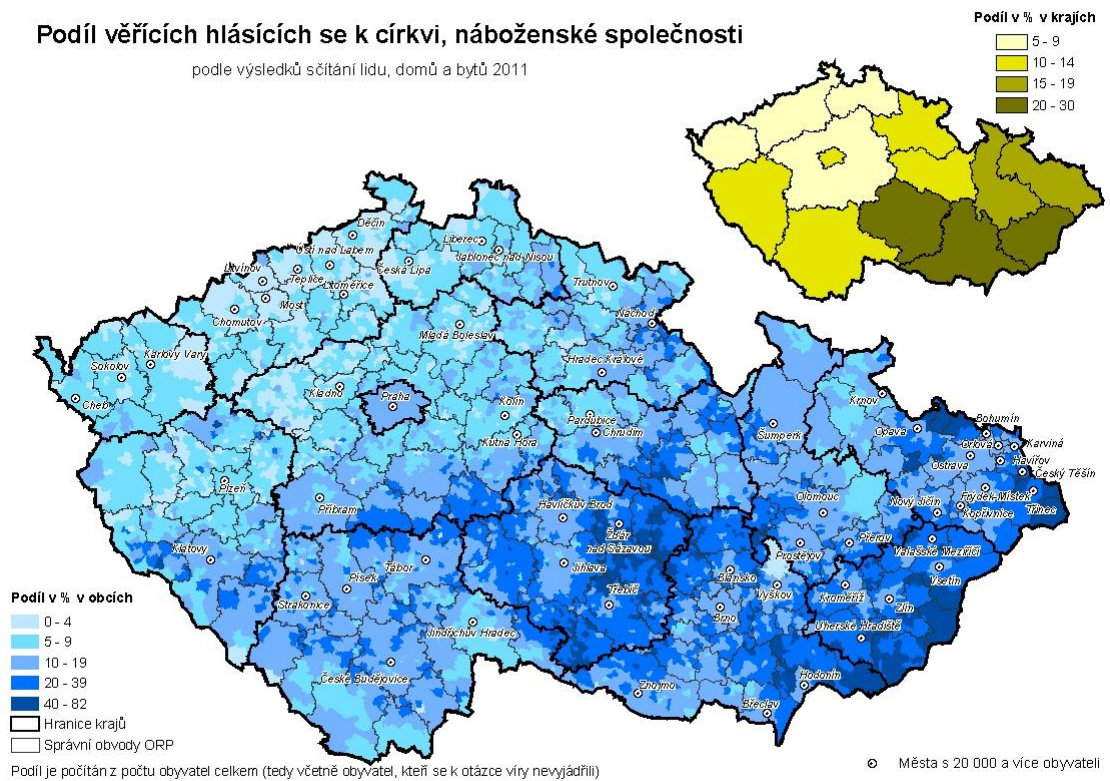 Podíl věřících hlásících se k církvi, náboženské společnosti
podle výsledků sčítání lidu, domů a bytů 2011
Podíl v % v krajích
5 - 9
10 - 14
15 - 19
20 - 30
Děčín
Ústí nad Labem
Liberec
Jablonec nad Nisou
Litvínov
Teplice
Česká Lípa
Litoměřice
Most
Chomutov
Trutnov
Náchod
Mladá Boleslav
Karlovy Vary
Sokolov
Cheb
Hradec Králové
Kladno
Praha
Kolín
Kutná Hora
Pardubice
Chrudim
Krnov
Šumperk
Opava
Bohumín
Orlová
Karviná
Havířov
Ostrava
Český Těšín
Plzeň
Příbram
Havlíčkův Brod
Olomouc
Nový Jičín
Frýdek-Místek
Kopřivnice
Třinec
Žďár
nad Sázavou
Klatovy
Tábor
Písek
Jihlava
Prostějov
Přerov
Valašské Meziříčí
Vsetín
Strakonice
Třebíč
Blansko
Vyškov
Kroměříž
Zlín
Brno
Uherské Hradiště
Jindřichův Hradec
České Budějovice
Znojmo
Hodonín
Břeclav
Podíl v % v obcích
0 - 4
5 - 9
10 - 19
20 - 39
40 - 82
Hranice krajů
Správní obvody ORP
Podíl je počítán z počtu obyvatel celkem (tedy včetně obyvatel, kteří se k otázce víry nevyjádřili)
Města s 20 000 a více obyvateli